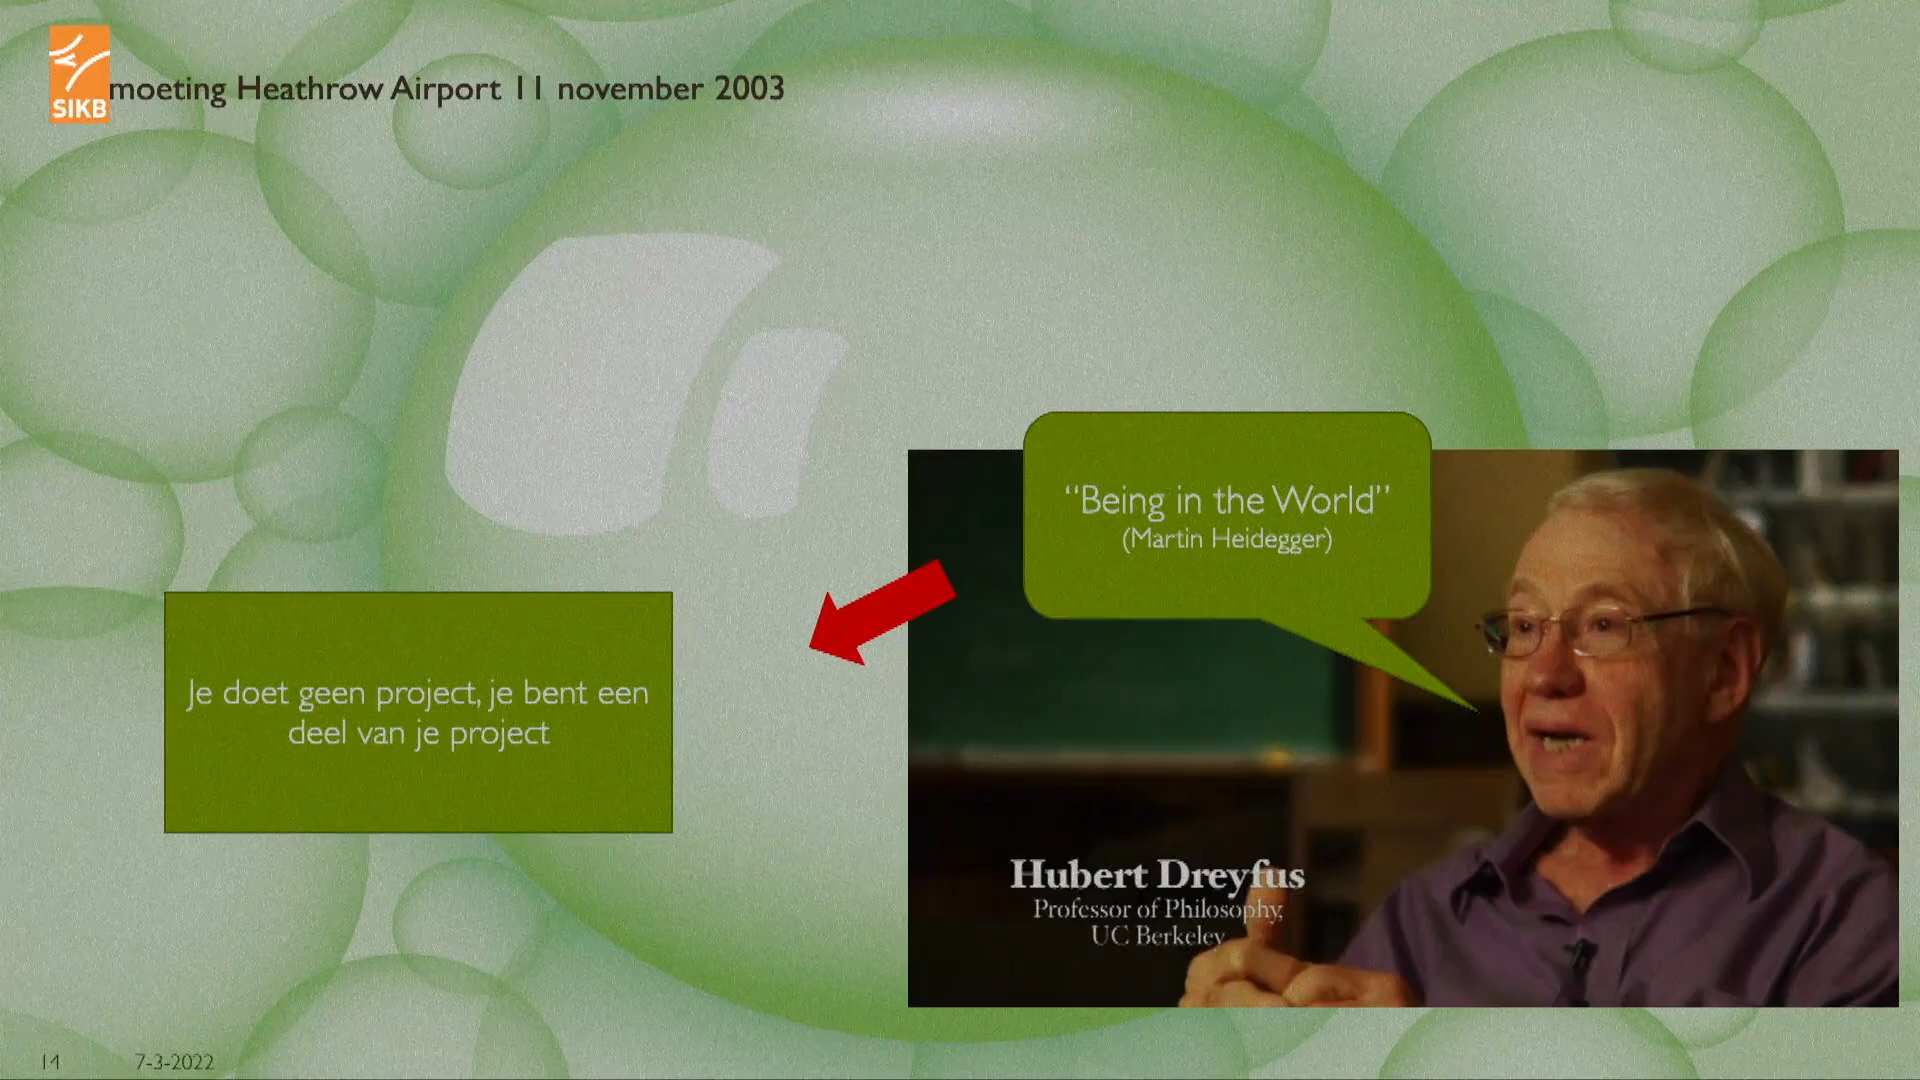 SIKB
moeting Heathrow Airport 11 november 2003
“Being in the World”
(Martin Heidegger)
Je doet geen project, je bent een
deel van je project
Hubert Dreyfus
Professor of Philosophy,
UC Berkeley
14 7-3-2022